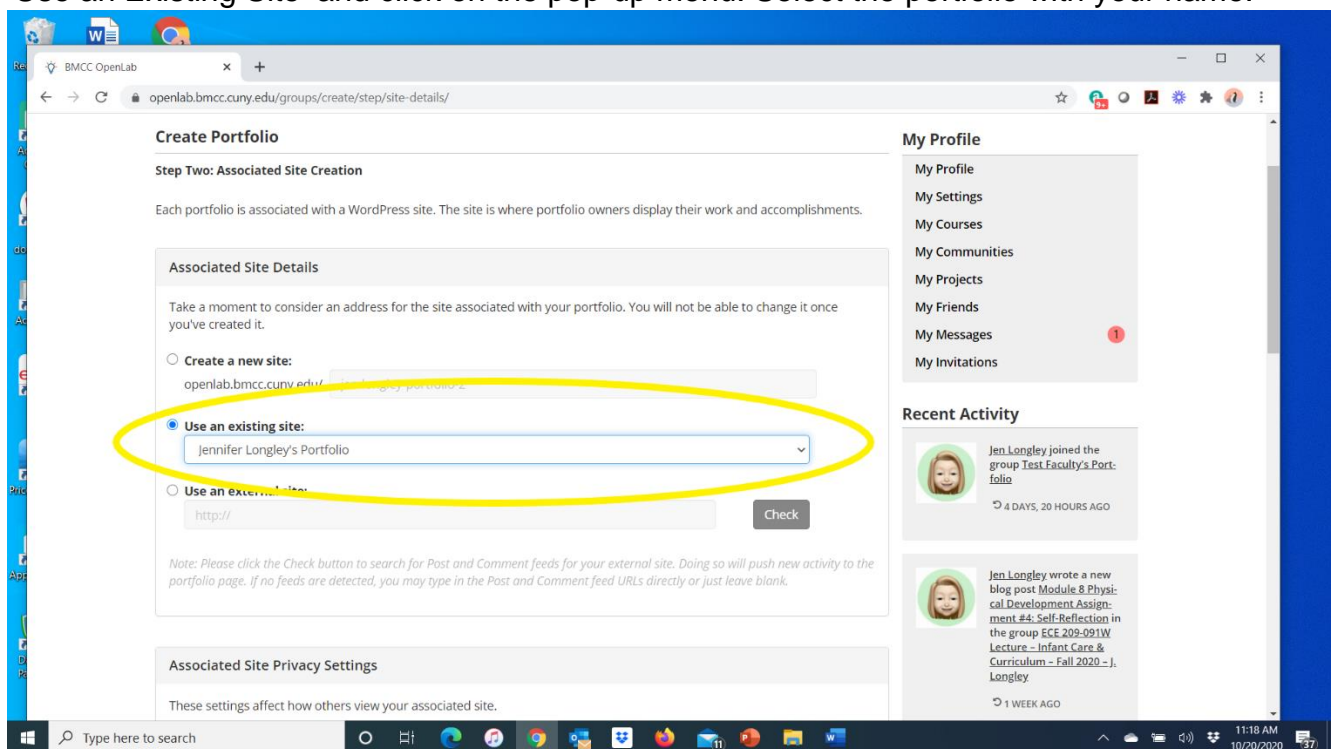 Use an Existing Site" and click on the pop-up menu. Select the portfolio with your name.
BMCC OpenLab
openlab.bmcc.cuny.edu/groups/create/step/site-details/
Create Portfolio
Step Two: Associated Site Creation
Each portfolio is associated with a WordPress site. The site is where portfolio owners display their work and accomplishments.
Associated Site Details
Take a moment to consider an address for the site associated with your portfolio. You will not be able to change it once
you've created it.
Create a new site:
openlab.bmcc.cuny.edu/
Use an existing site:
Jennifer Longley's Portfolio
Use an external site:
http://
Check
Note: Please click the Check button to search for Post and Comment feeds for your external site. Doing so will push new activity to the
portfolio page. If no feeds are detected, you may type in the Post and Comment feed URLs directly or just leave blank.
Associated Site Privacy Settings
These settings affect how others view your associated site.
My Profile
My Profile
My Settings
My Courses
My Communities
My Projects
My Friends
My Messages 1
My Invitations
Recent Activity
Jen Longley joined the
group Test Faculty's Port-
folio
4 DAYS, 20 HOURS AGO
Jen Longley wrote a new
blog post Module 8 Physi-
cal Development Assign-
ment #4: Self-Reflection in
the group ECE 209-091W
Lecture – Infant Care &
Curriculum – Fall 2020 – J.
Longley
1 WEEK AGO
Type here to search
11:18 AM
10/20/2020
37